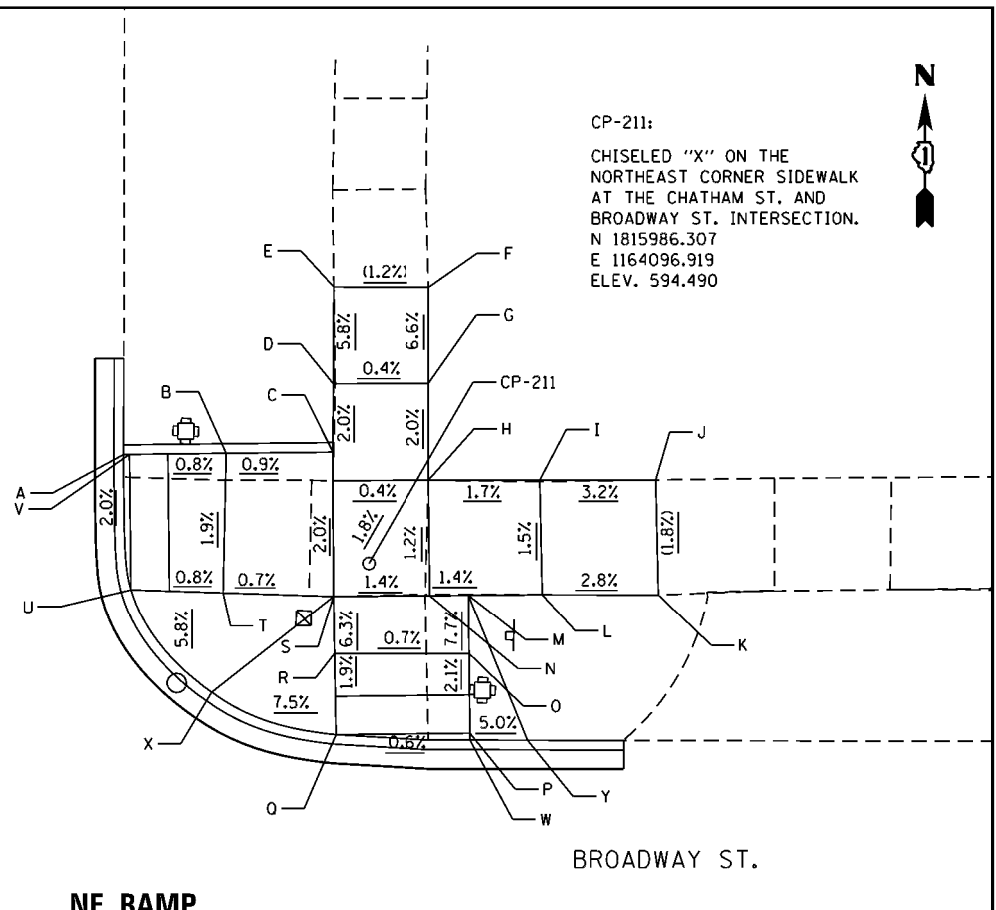 N
CP-211:
CHISELED "X" ON THE
NORTHEAST CORNER SIDEWALK
AT THE CHATHAM ST. AND
BROADWAY ST. INTERSECTION.
N 1815986.307
E 1164096.919
ELEV. 594.490
1
E
F
(1.2%)
5.8%
6.6%
D
G
0.4%
CP-211
B
C
2.0%
2.0%
H
I
J
A
V
0.8%
0.9%
0.4%
1.7%
3.2%
2.0%
1.9%
2.0%
1.8%
1.2%
1.5%
(1.8%)
0.8%
0.7%
1.4%
1.4%
2.8%
U
T
S
M
L
K
N
5.8%
6.3%
0.7%
7.7%
R
1.9%
2.1%
O
7.5%
5.0%
X
0.6%
Q
P
Y
W
BROADWAY ST.
NE RAMP